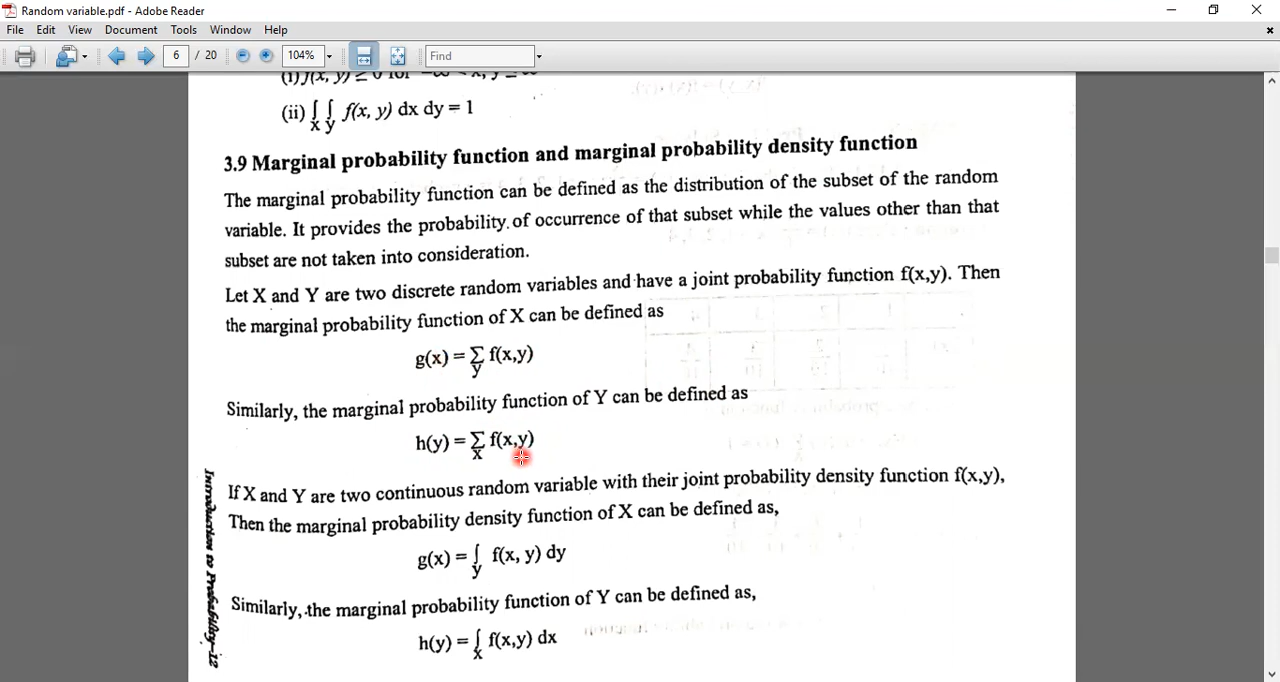 Random variable.pdf - Adobe Reader
File Edit View Document Tools Window Help
6 / 20 104% Find
(ii) ∫ ∫ f(x, y) dx dy = 1
x y
3.9 Marginal probability function and marginal probability density function
The marginal probability function can be defined as the distribution of the subset of the random
variable. It provides the probability of occurrence of that subset while the values other than that
subset are not taken into consideration.
Let X and Y are two discrete random variables and have a joint probability function f(x,y). Then
the marginal probability function of X can be defined as
g(x) = Σ f(x,y)
y
Similarly, the marginal probability function of Y can be defined as
h(y) = Σ f(x,y)
x
If X and Y are two continuous random variable with their joint probability density function f(x,y),
Then the marginal probability density function of X can be defined as,
g(x) = ∫ f(x, y) dy
y
Similarly, the marginal probability function of Y can be defined as,
h(y) = ∫ f(x,y) dx
x
Introduction to Probability–12